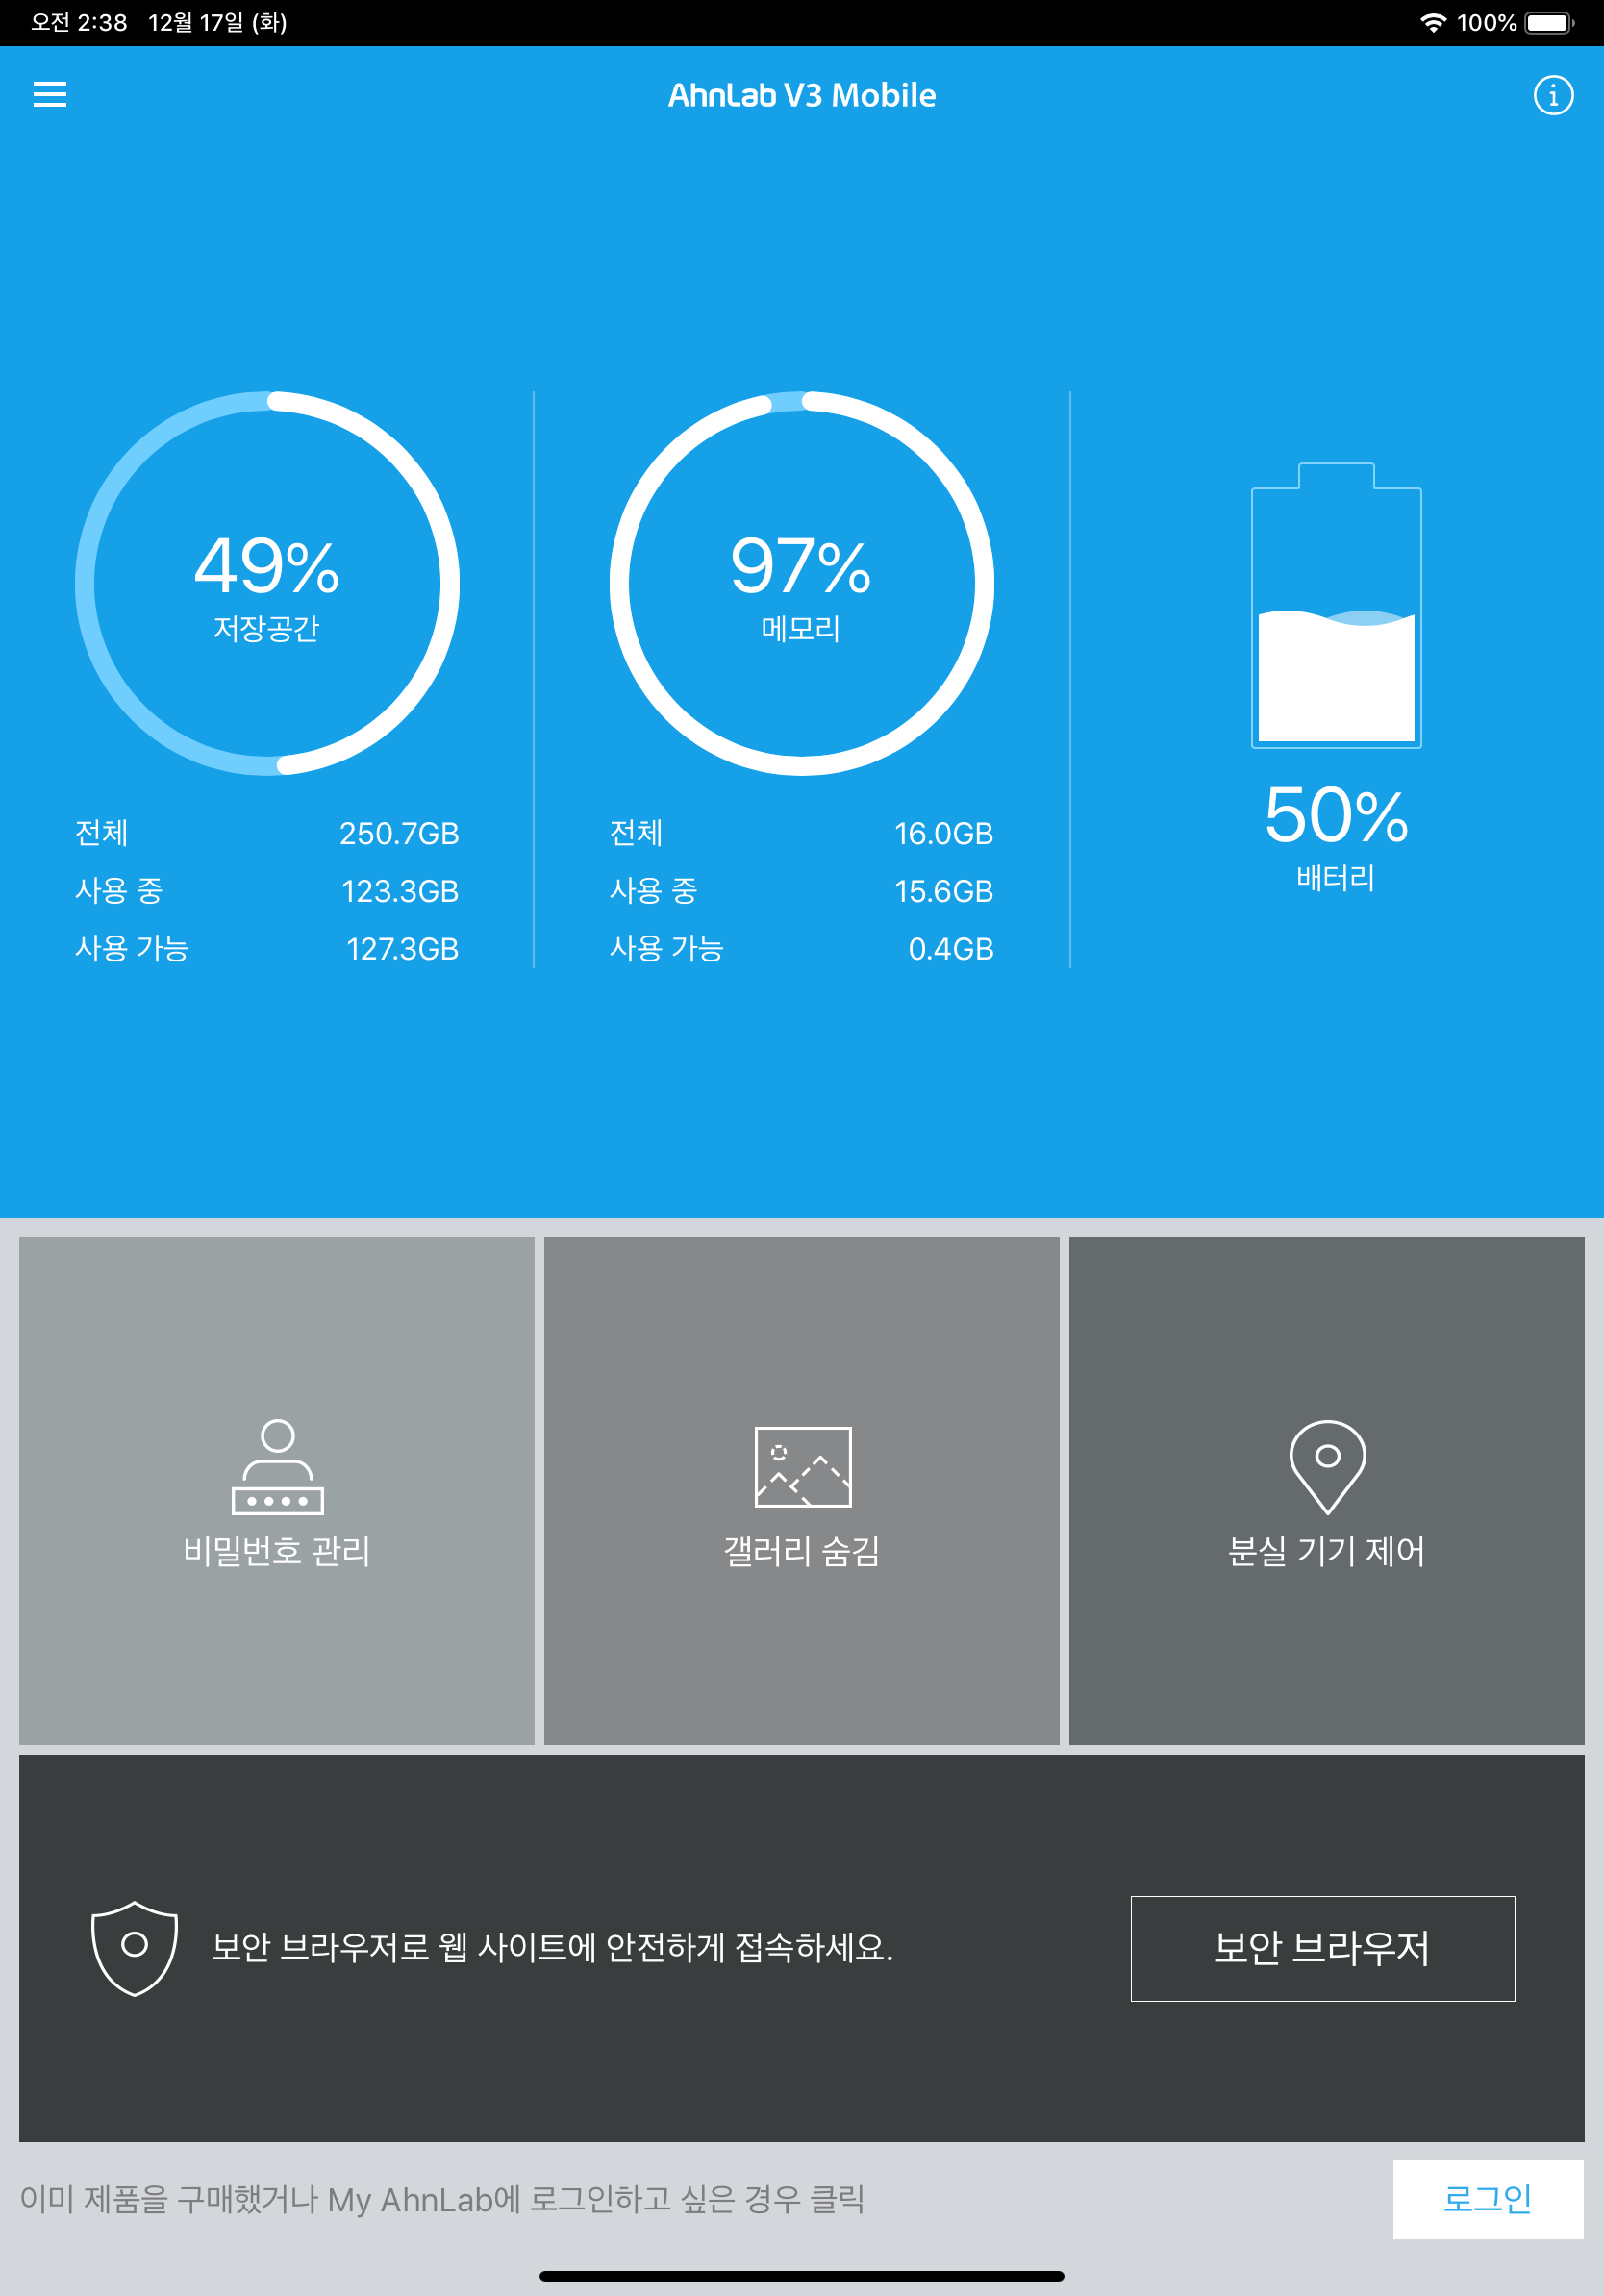 오전 2:38 12월 17일 (화) 100%
AhnLab V3 Mobile
49%
저장공간
전체 250.7GB
사용 중 123.3GB
사용 가능 127.3GB
97%
메모리
전체 16.0GB
사용 중 15.6GB
사용 가능 0.4GB
50%
배터리
비밀번호 관리
갤러리 숨김
분실 기기 제어
보안 브라우저로 웹 사이트에 안전하게 접속하세요.
보안 브라우저
이미 제품을 구매했거나 My AhnLab에 로그인하고 싶은 경우 클릭
로그인